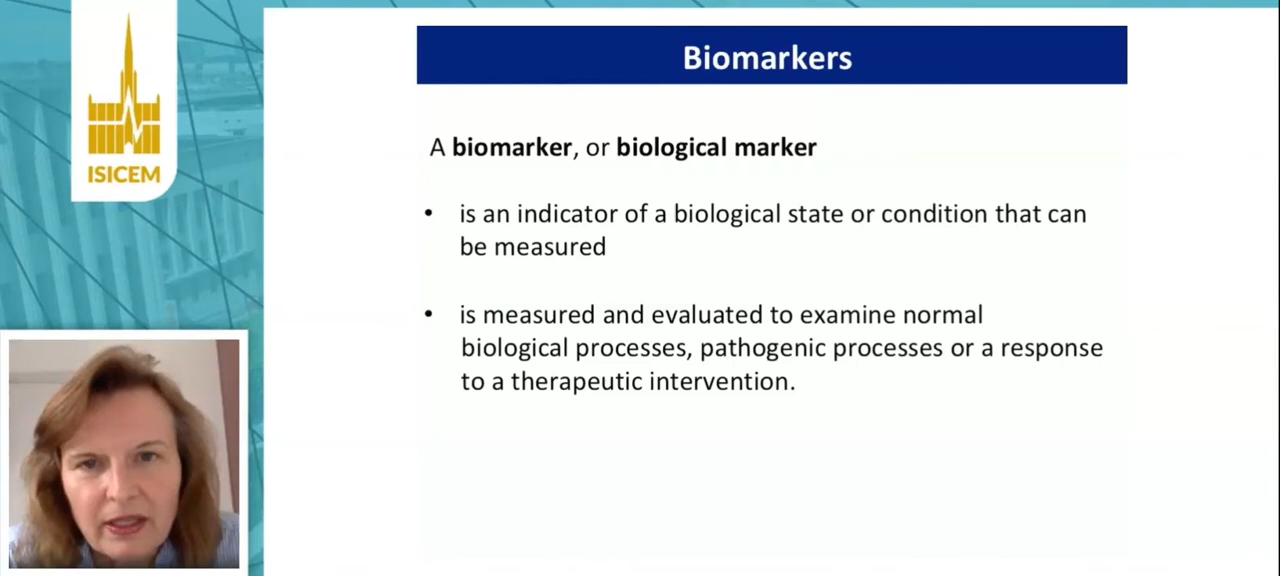 ISICEM
Biomarkers
A biomarker, or biological marker
• is an indicator of a biological state or condition that can
be measured
• is measured and evaluated to examine normal
biological processes, pathogenic processes or a response
to a therapeutic intervention.